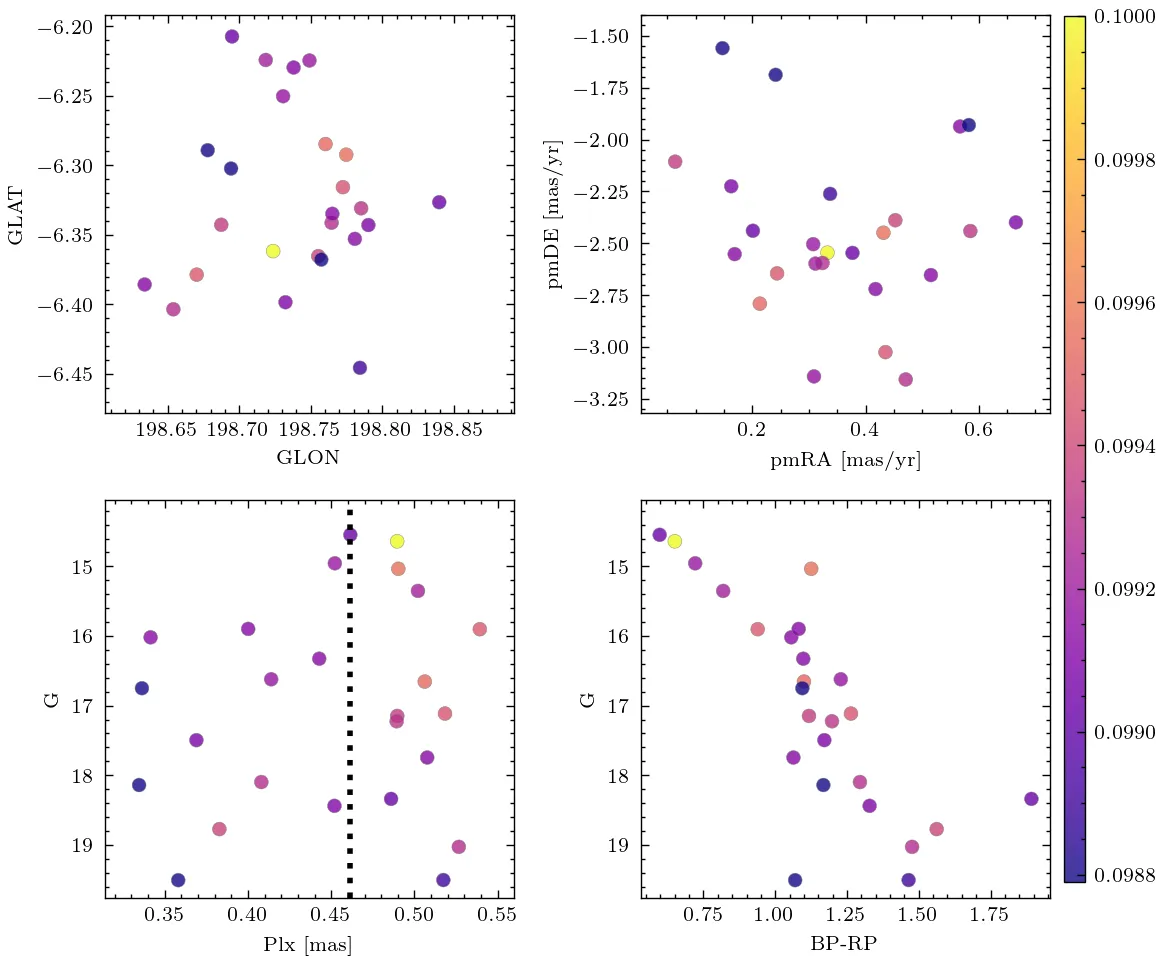 −6.20
−6.25
−6.30
−6.35
−6.40
−6.45
GLAT
198.65 198.70 198.75 198.80 198.85
GLON
−1.50
−1.75
−2.00
−2.25
−2.50
−2.75
−3.00
−3.25
pmDE [mas/yr]
0.2 0.4 0.6
pmRA [mas/yr]
15
16
17
18
19
G
0.35 0.40 0.45 0.50 0.55
Plx [mas]
15
16
17
18
19
G
0.75 1.00 1.25 1.50 1.75
BP-RP
0.1000
0.0998
0.0996
0.0994
0.0992
0.0990
0.0988